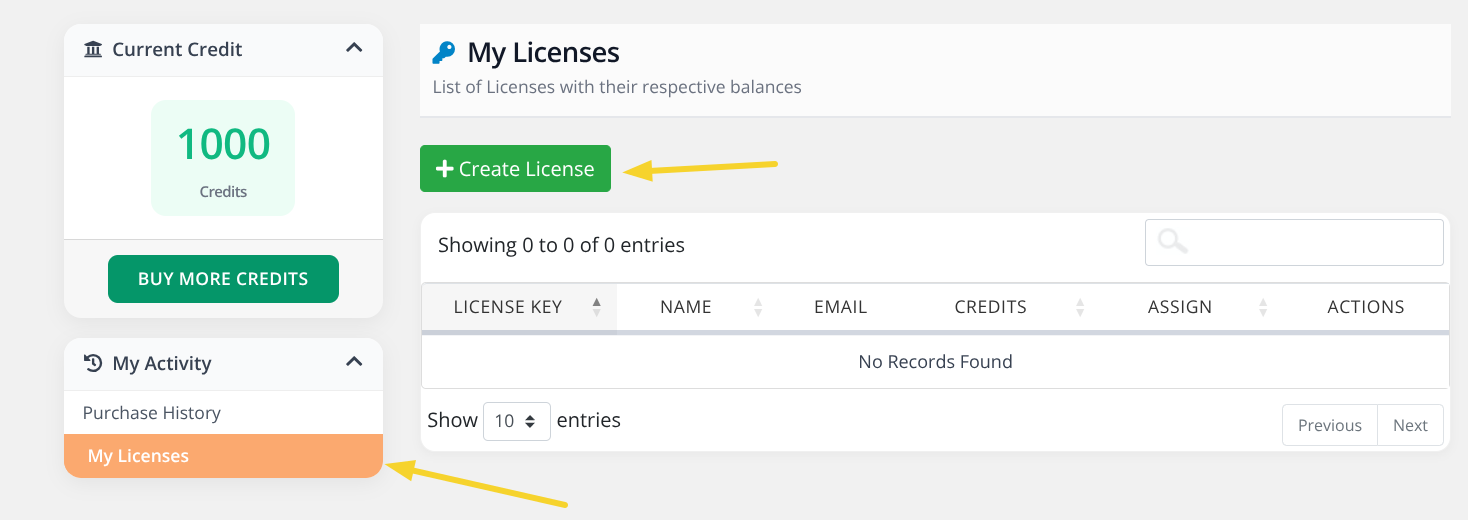 Current Credit
1000
Credits
BUY MORE CREDITS
My Activity
Purchase History
My Licenses
My Licenses
List of Licenses with their respective balances
Create License
Showing 0 to 0 of 0 entries
LICENSE KEY NAME EMAIL CREDITS ASSIGN ACTIONS
No Records Found
Show 10 entries
Previous Next